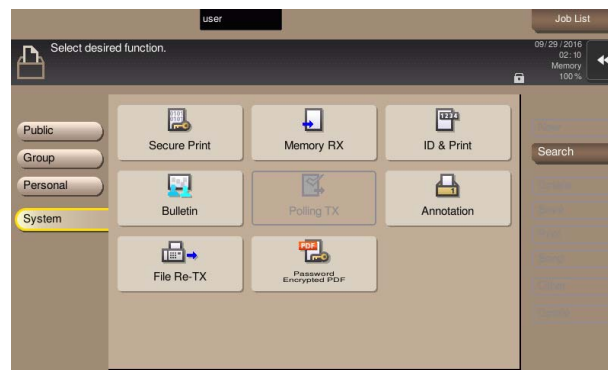 user
Job List
Select desired function.
09/29/2016
02:10
Memory
100%
Public
Group
Personal
System
Secure Print
Memory RX
ID & Print
Bulletin
Polling TX
Annotation
File Re-TX
PDF
Password
Encrypted PDF
Search